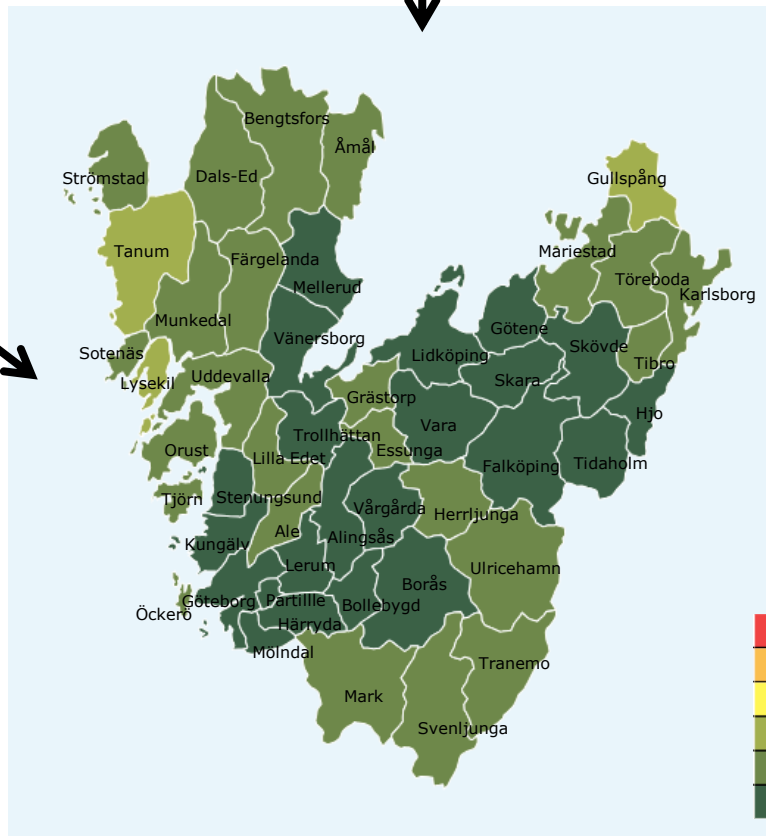 Bengtsfors
Åmål
Strömstad
Dals-Ed
Gullspång
Tanum
Färgelanda
Mariestad
Töreboda
Mellerud
Karlsborg
Munkedal
Götene
Vänersborg
Skövde
Sotenäs
Lidköping
Tibro
Lysekil
Uddevalla
Skara
Grästorp
Hjo
Vara
Trollhättan
Essunga
Orust
Lilla Edet
Falköping
Tidaholm
Tjörn
Stenungsund
Vårgårda
Herrljunga
Ale
Alingsås
Kungälv
Lerum
Ulricehamn
Borås
Göteborg
Partillle
Bollebygd
Öckerö
Härryda
Mölndal
Tranemo
Mark
Svenljunga